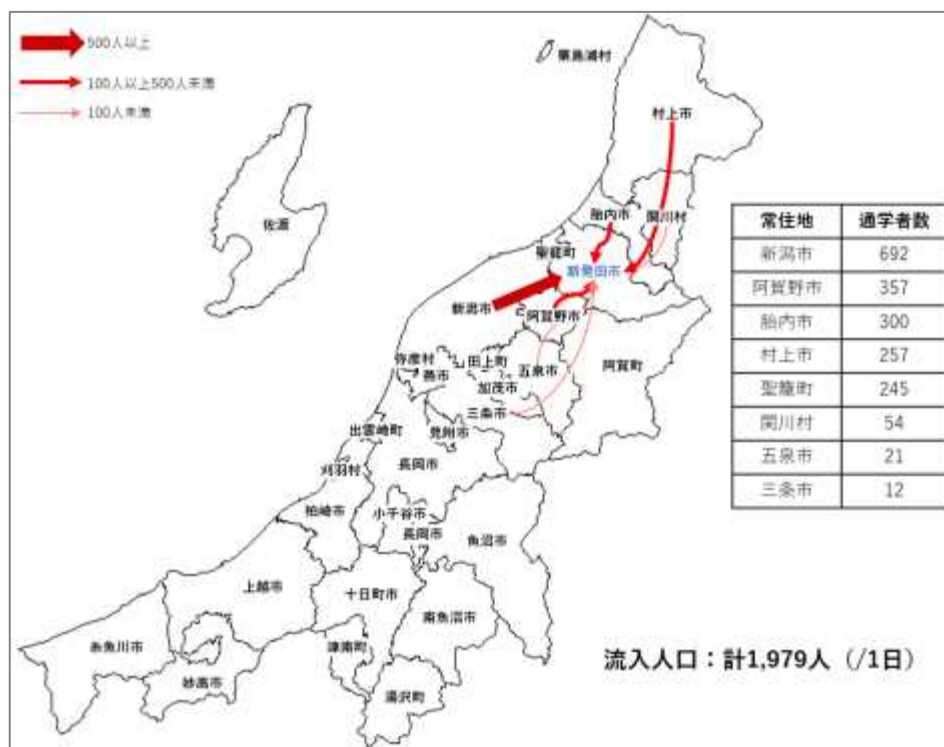 500人以上
100人以上500人未満
100人未満
粟島浦村
村上市
佐渡
胎内市
関川村
聖籠町
新発田市
新潟市
阿賀野市
弥彦村
燕市
田上町
五泉市
阿賀町
加茂市
三条市
出雲崎町
見附市
長岡市
刈羽村
柏崎市
小千谷市
長岡市
魚沼市
上越市
十日町市
南魚沼市
糸魚川市
津南町
妙高市
湯沢町
常住地 通学者数
新潟市 692
阿賀野市 357
胎内市 300
村上市 257
聖籠町 245
関川村 54
五泉市 21
三条市 12
流入人口:計1,979人(/1日)